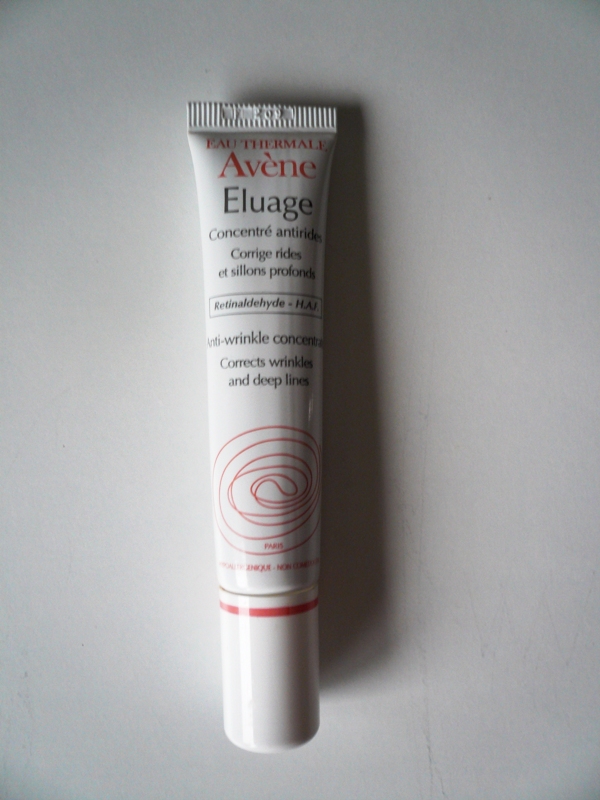 EAU THERMALE
Avène
Eluage
Concentré antirides
Corrige rides
et sillons profonds
Retinaldehyde - H.A.F.
Anti-wrinkle concentra
Corrects wrinkles
and deep lines
PARIS